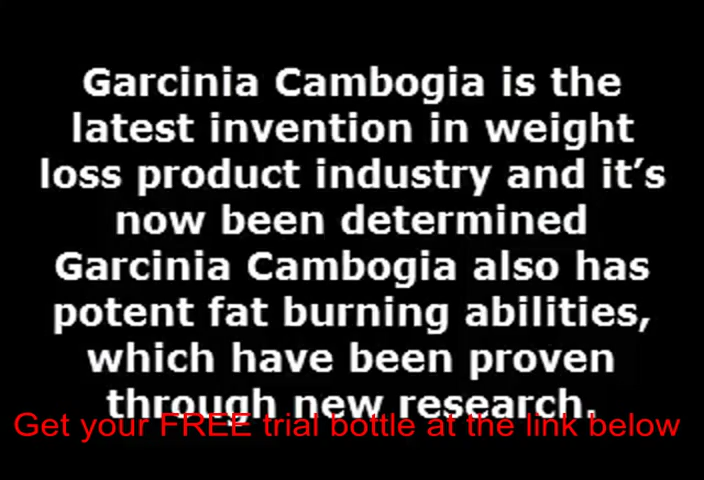 Garcinia Cambogia is the
latest invention in weight
loss product industry and it’s
now been determined
Garcinia Cambogia also has
potent fat burning abilities,
which have been proven
through new research.
Get your FREE trial bottle at the link below